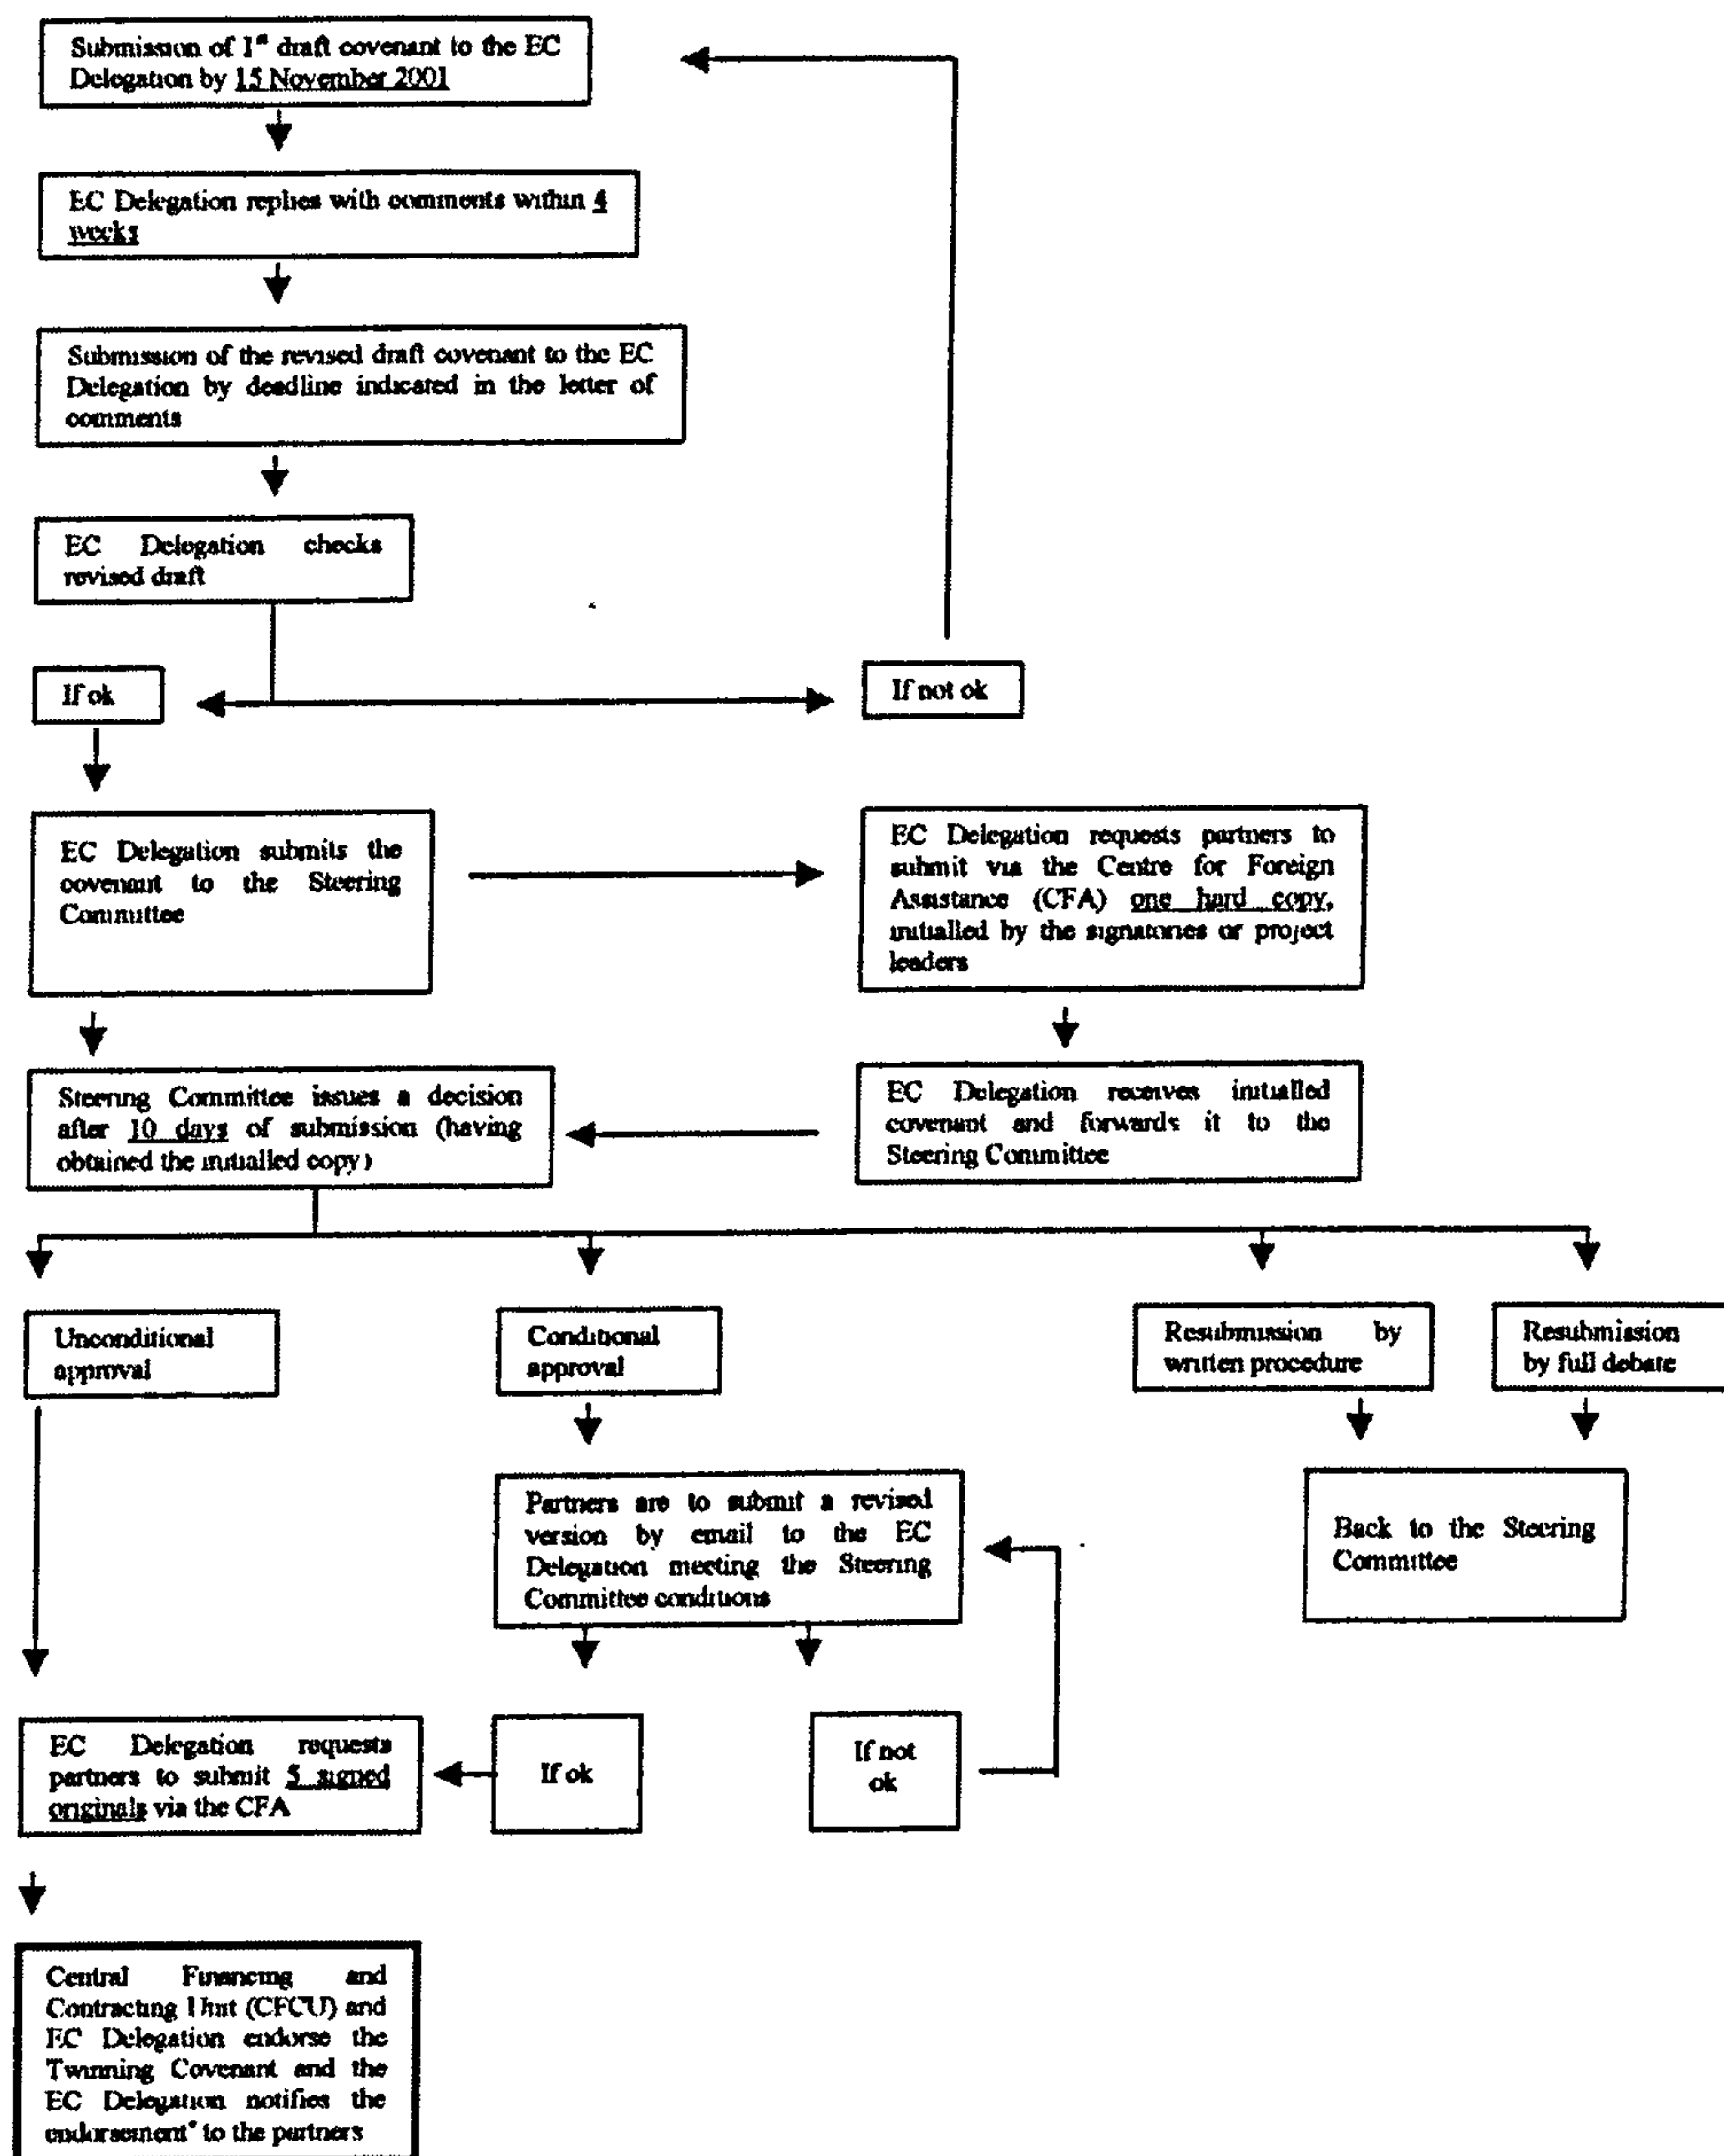 Submission of 1st draft covenant to the EC
Delegation by 15 November 2001
EC Delegation replies with comments within 4
weeks
Submission of the revised draft covenant to the EC
Delegation by deadline indicated in the letter of
comments
EC Delegation checks
revised draft
If ok
If not ok
EC Delegation submits the
covenant to the Steering
Committee
EC Delegation requests partners to
submit via the Centre for Foreign
Assistance (CFA) one hard copy,
initialled by the signatories or project
leaders
Steering Committee issues a decision
after 10 days of submission (having
obtained the initialled copy)
EC Delegation receives initialled
covenant and forwards it to the
Steering Committee
Unconditional
approval
Conditional
approval
Resubmission by
written procedure
Resubmission
by full debate
Partners are to submit a revised
version by email to the EC
Delegation meeting the Steering
Committee conditions
Back to the Steering
Committee
EC Delegation requests
partners to submit 5 signed
originals via the CFA
If ok
If not
ok
Central Financing and
Contracting Unit (CFCU) and
EC Delegation endorse the
Twinning Covenant and the
EC Delegation notifies the
endorsement* to the partners